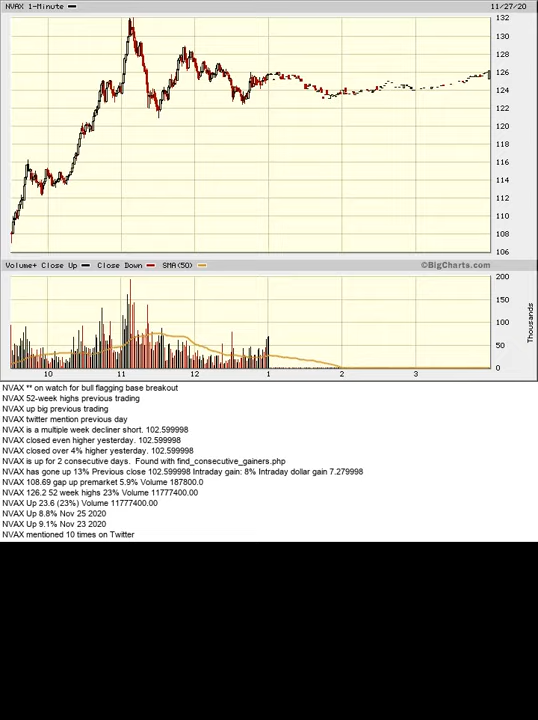 NVAX 1-Minute 11/27/20
132
130
128
126
124
122
120
118
116
114
112
110
108
106
Volume+ Close Up Close Down SMA(50) ©BigCharts.com
200
150
100
50
0
Thousands
10 11 12 1 2 3
NVAX ** on watch for bull flagging base breakout
NVAX 52-week highs previous trading
NVAX up big previous trading
NVAX twitter mention previous day
NVAX is a multiple week decliner short. 102.599998
NVAX closed even higher yesterday. 102.599998
NVAX closed over 4% higher yesterday. 102.599998
NVAX is up for 2 consecutive days. Found with find_consecutive_gainers.php
NVAX has gone up 13% Previous close 102.599998 Intraday gain: 8% Intraday dollar gain 7.279998
NVAX 108.69 gap up premarket 5.9% Volume 187800.0
NVAX 126.2 52 week highs 23% Volume 11777400.00
NVAX Up 23.6 (23%) Volume 11777400.00
NVAX Up 8.8% Nov 25 2020
NVAX Up 9.1% Nov 23 2020
NVAX mentioned 10 times on Twitter